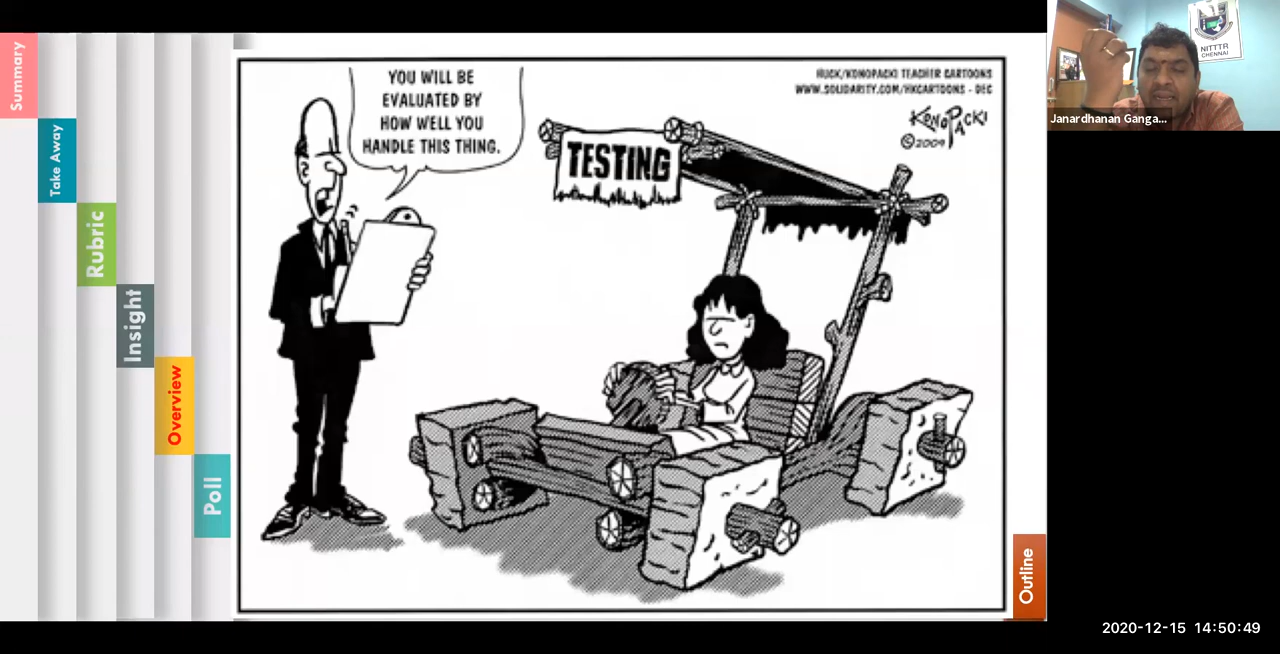 Summary
Take Away
Rubric
Insight
Overview
Poll
YOU WILL BE
EVALUATED BY
HOW WELL YOU
HANDLE THIS THING.
HUCK/KONOPACKI TEACHER CARTOONS
WWW.SOLIDARITY.COM/HKCARTOONS - DEC
KONOPACKI
©2009
TESTING
Outline
NITTTR
CHENNAI
Janardhanan Ganga...
2020-12-15 14:50:49